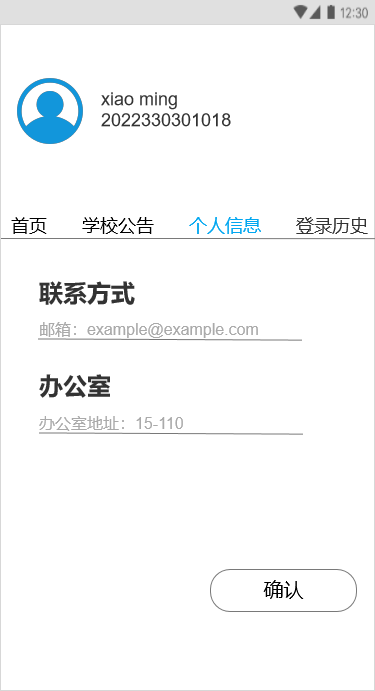 12:30
xiao ming
2022330301018
首页 学校公告 个人信息 登录历史
联系方式
邮箱：example@example.com
办公室
办公室地址：15-110
确认